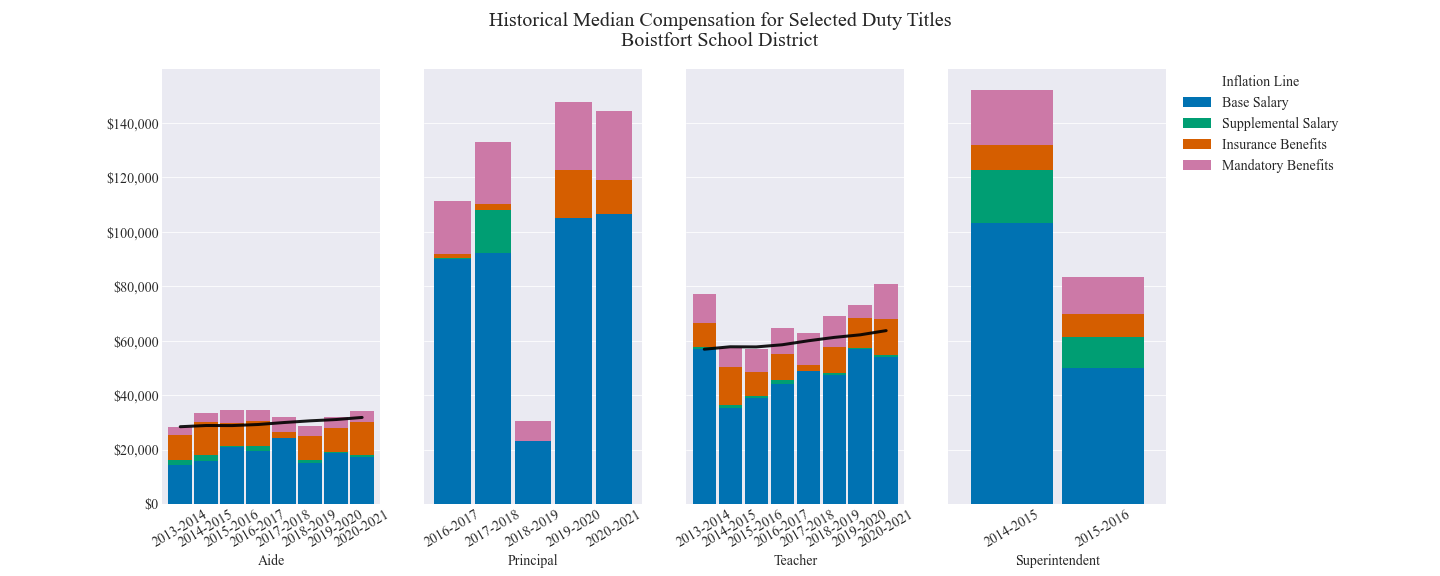 Historical Median Compensation for Selected Duty Titles
Boistfort School District
Inflation Line
Base Salary
Supplemental Salary
Insurance Benefits
Mandatory Benefits
$140,000
$120,000
$100,000
$80,000
$60,000
$40,000
$20,000
$0
2013-2014 2014-2015 2015-2016 2016-2017 2017-2018 2018-2019 2019-2020 2020-2021
Aide
2016-2017 2017-2018 2018-2019 2019-2020 2020-2021
Principal
2013-2014 2014-2015 2015-2016 2016-2017 2017-2018 2018-2019 2019-2020 2020-2021
Teacher
2014-2015 2015-2016
Superintendent